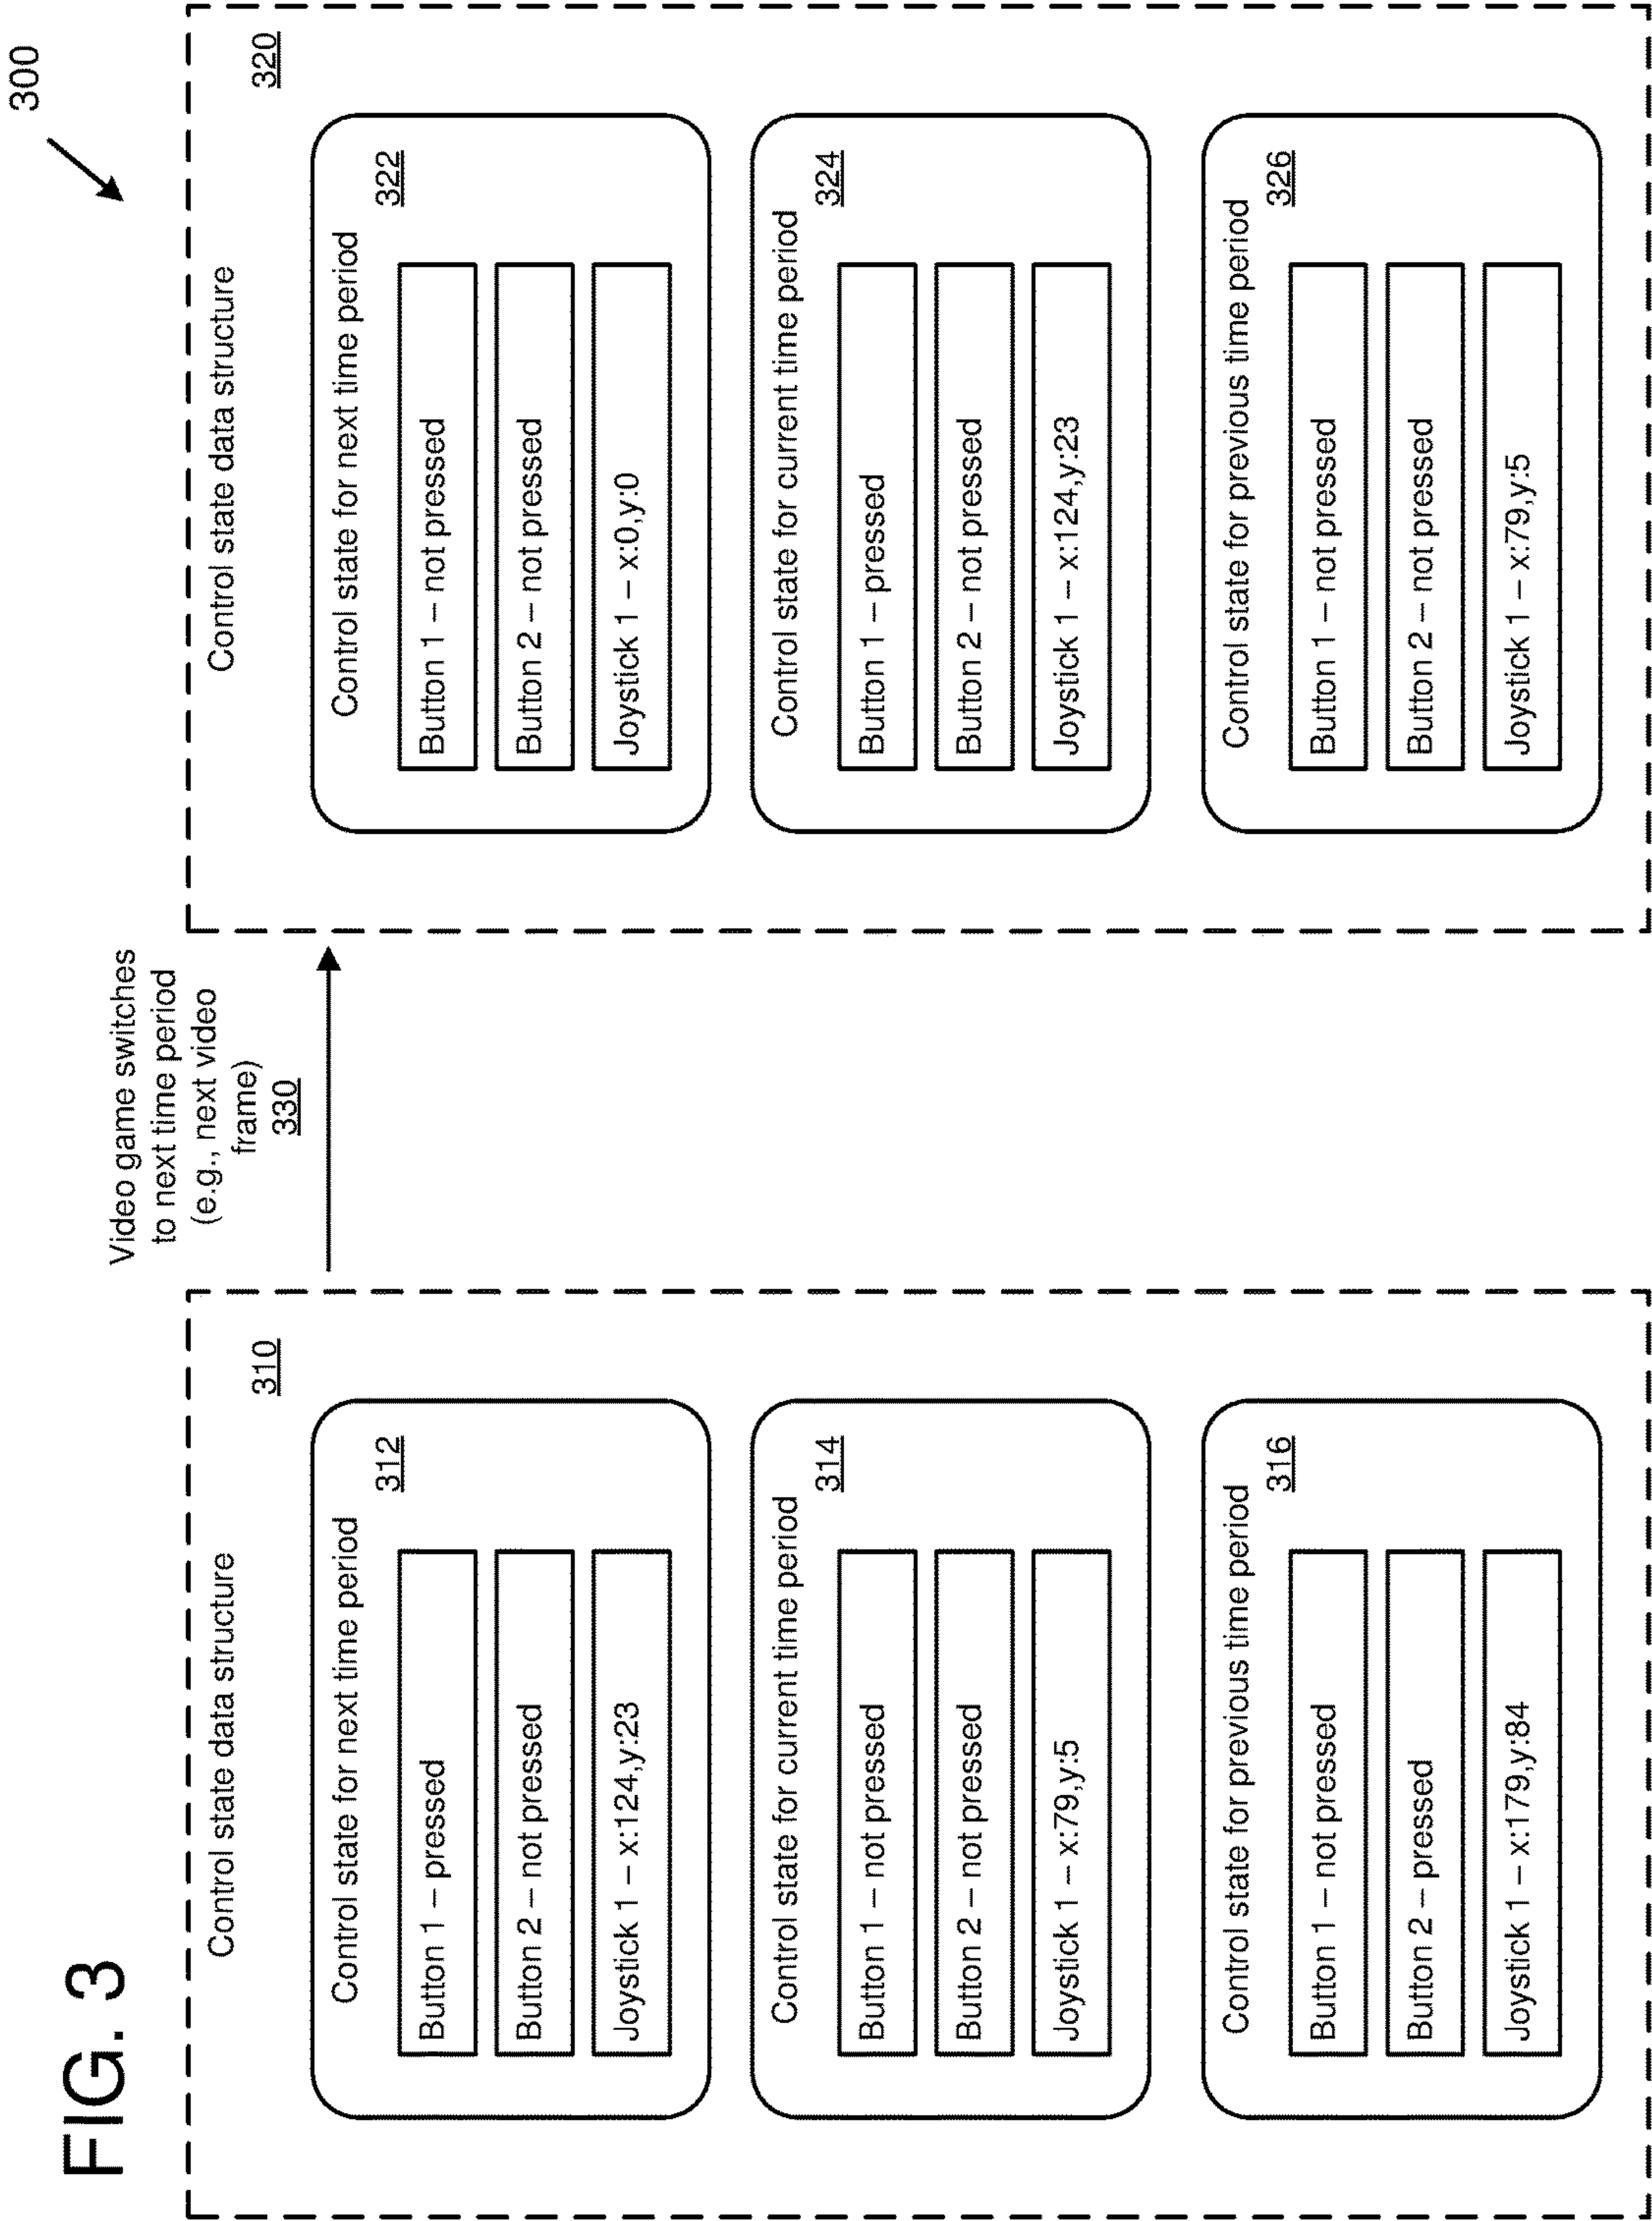 FIG. 3
300
Control state data structure
310
Control state for next time period
312
Button 1 – pressed
Button 2 – not pressed
Joystick 1 – x:124,y:23
Control state for current time period
314
Button 1 – not pressed
Button 2 – not pressed
Joystick 1 – x:79,y:5
Control state for previous time period
316
Button 1 – not pressed
Button 2 – pressed
Joystick 1 – x:179,y:84
Video game switches
to next time period
(e.g., next video
frame)
330
Control state data structure
320
Control state for next time period
322
Button 1 – not pressed
Button 2 – not pressed
Joystick 1 – x:0,y:0
Control state for current time period
324
Button 1 – pressed
Button 2 – not pressed
Joystick 1 – x:124,y:23
Control state for previous time period
326
Button 1 – not pressed
Button 2 – not pressed
Joystick 1 – x:79,y:5